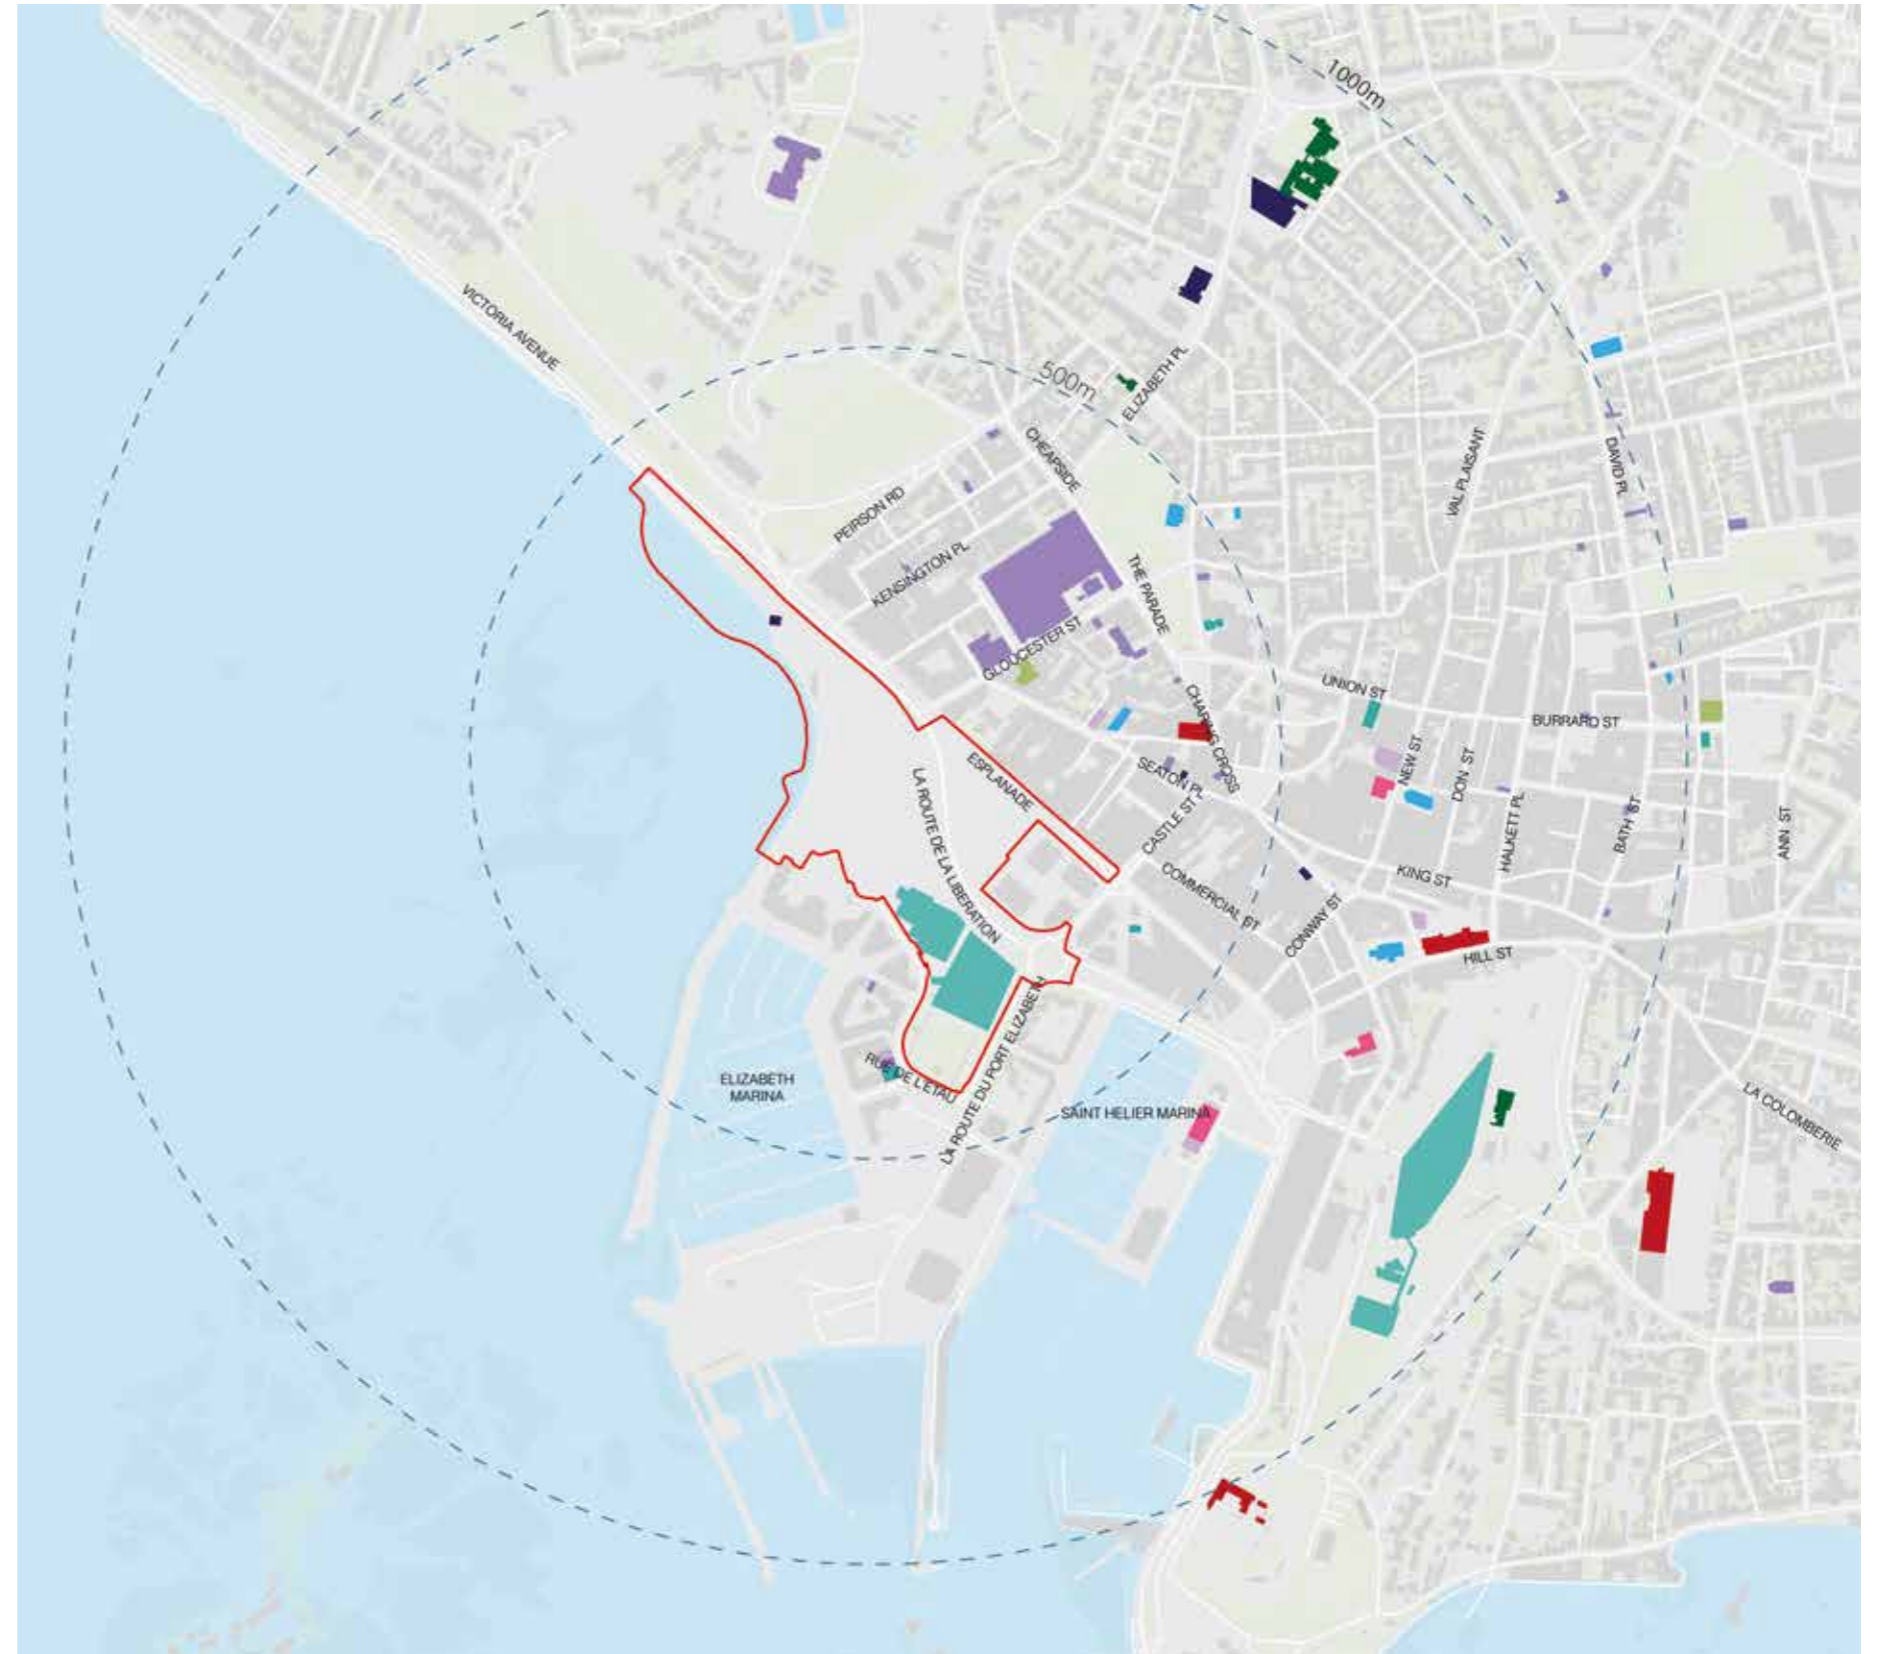 1000m
VICTORIA AVENUE
500m
ELIZABETH PL
CHEAPSIDE
VAL PLAISANT
DAVID PL
PEIRSON RD
KENSINGTON PL
THE PARADE
GLOUCESTER ST
UNION ST
CHARING CROSS
BURRARD ST
NEW ST
DON ST
ESPLANADE
SEATON PL
LA ROUTE DE LA LIBERATION
CASTLE ST
HALKETT PL
BATH ST
ANN ST
KING ST
COMMERCIAL ST
CONWAY ST
HILL ST
LA ROUTE DU PORT ELIZABETH
RUE DE L'ETAU
ELIZABETH
MARINA
SAINT HELIER MARINA
LA COLOMBERIE